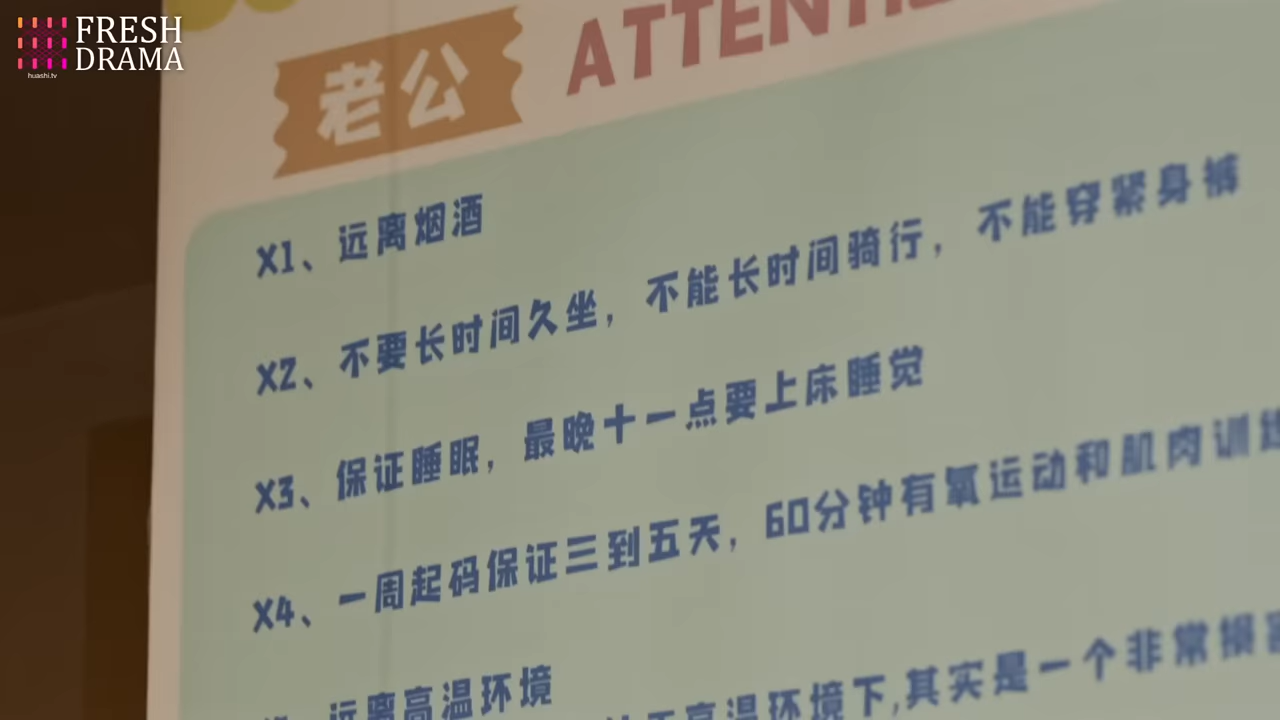 FRESH
DRAMA
huashi.tv
老公 ATTENTI
X1、远离烟酒
X2、不要长时间久坐，不能长时间骑行，不能穿紧身裤
X3、保证睡眠，最晚十一点要上床睡觉
X4、一周起码保证三到五天，60分钟有氧运动和肌肉训
远离高温环境
高温环境下,其实是一个非常损